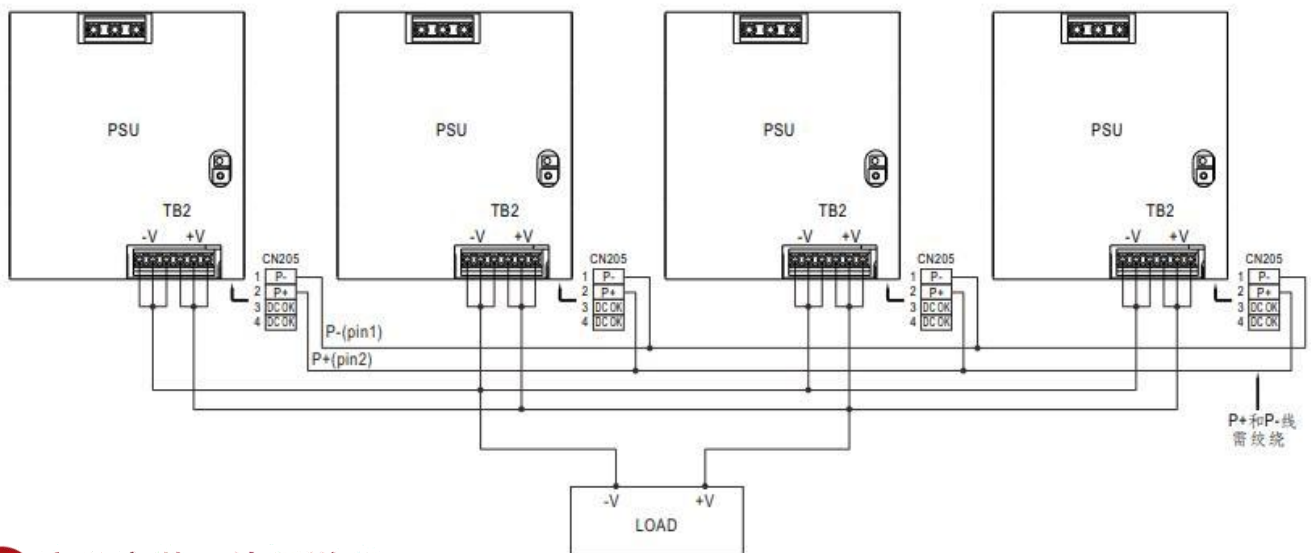 PSU
PSU
PSU
PSU
TB2
TB2
TB2
TB2
-V +V
-V +V
-V +V
-V +V
CN205
CN205
CN205
CN205
1 P-
2 P+
3 DC OK
4 DC OK
1 P-
2 P+
3 DC OK
4 DC OK
1 P-
2 P+
3 DC OK
4 DC OK
1 P-
2 P+
3 DC OK
4 DC OK
P-(pin1)
P+(pin2)
P+和P-线
需绞绕
-V +V
LOAD